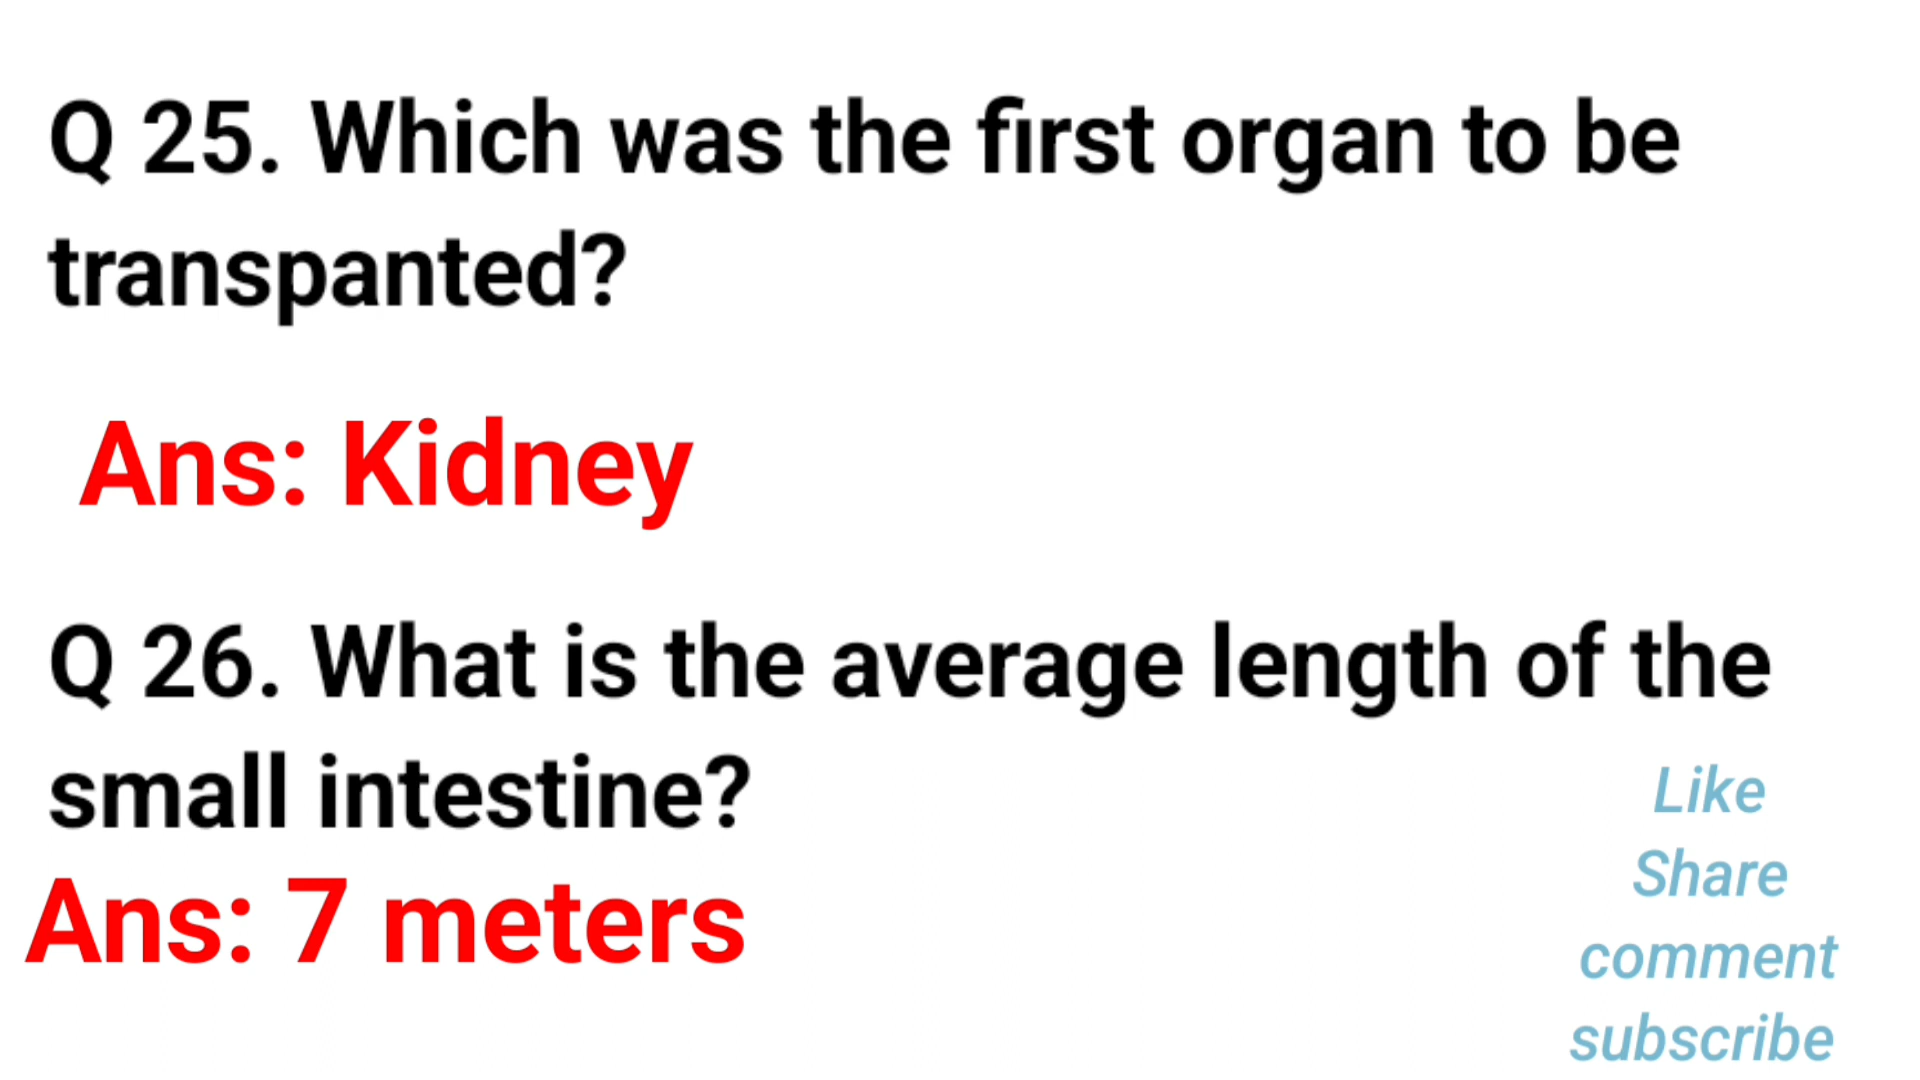 Q 25. Which was the first organ to be
transpanted?
Ans: Kidney
Q 26. What is the average length of the
small intestine?
Ans: 7 meters
Like
Share
comment
subscribe